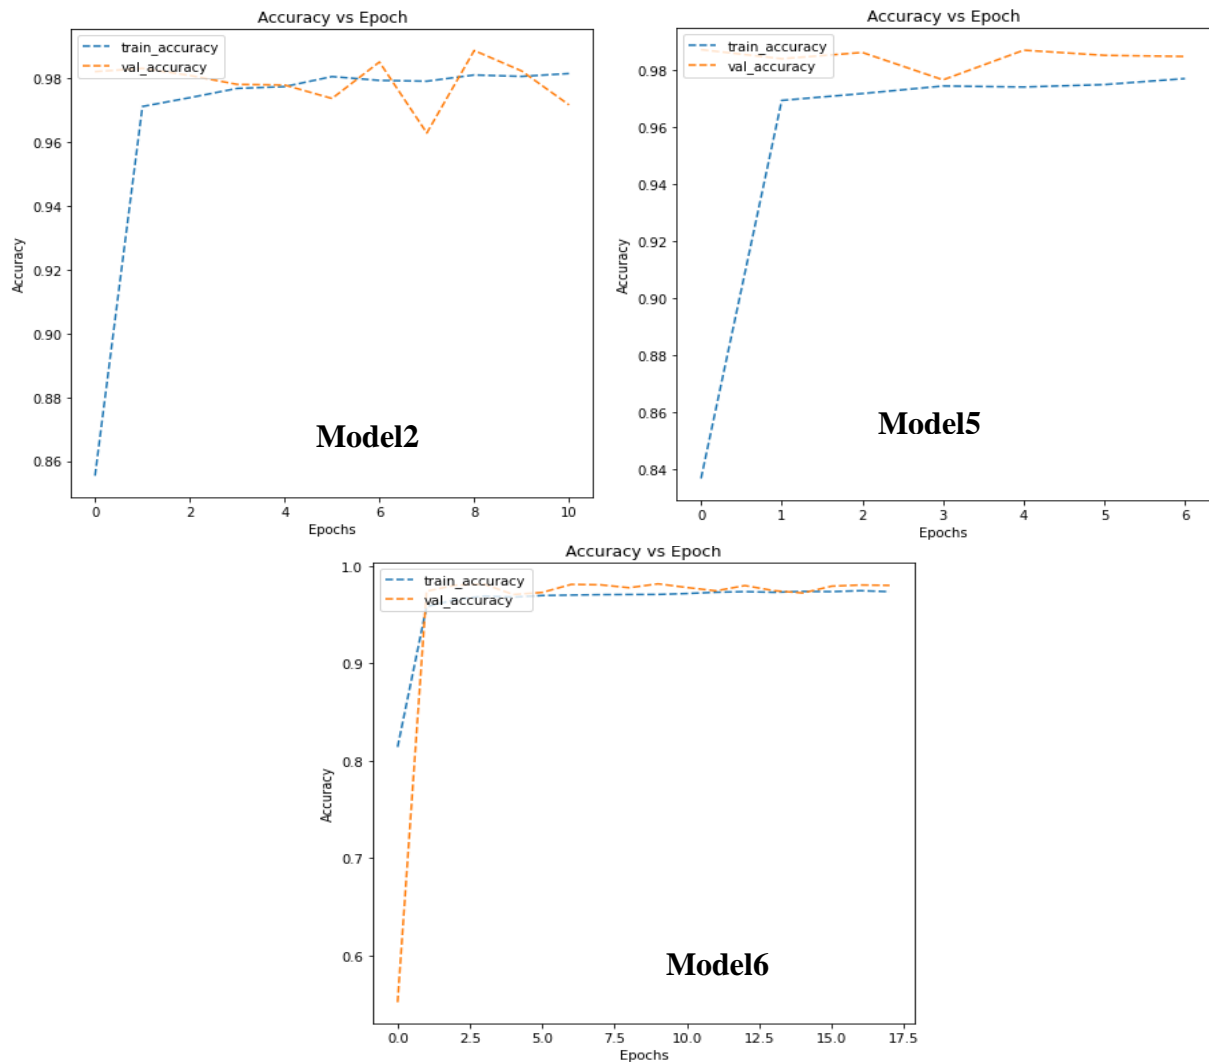 Accuracy vs Epoch
train_accuracy
val_accuracy
0.98
0.96
0.94
0.92
0.90
0.88
0.86
Accuracy
Model2
0 2 4 6 8 10
Epochs
Accuracy vs Epoch
train_accuracy
val_accuracy
0.98
0.96
0.94
0.92
0.90
0.88
0.86
0.84
Accuracy
Model5
0 1 2 3 4 5 6
Epochs
Accuracy vs Epoch
train_accuracy
val_accuracy
1.0
0.9
0.8
0.7
0.6
Accuracy
Model6
0.0 2.5 5.0 7.5 10.0 12.5 15.0 17.5
Epochs